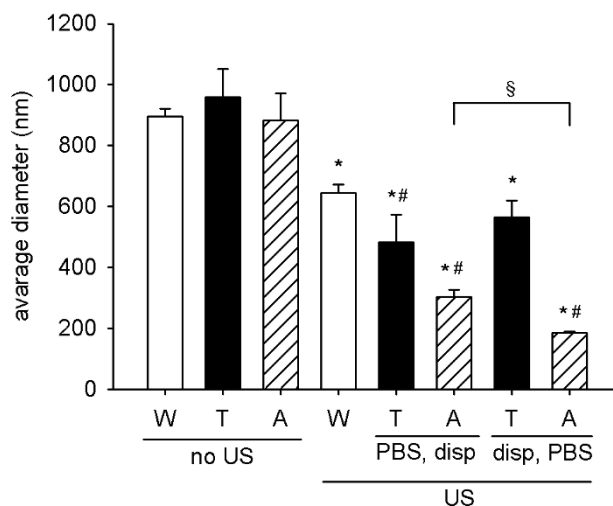 1200
1000
800
600
400
200
0
avarage diameter (nm)
§
*
*#
*#
*
*#
W T A W T A T A
no US
PBS, disp
disp, PBS
US